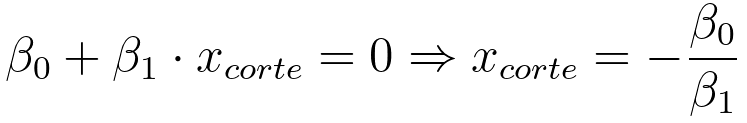 β₀ + β₁ · x_corte = 0 ⇒ x_corte = −β₀/β₁